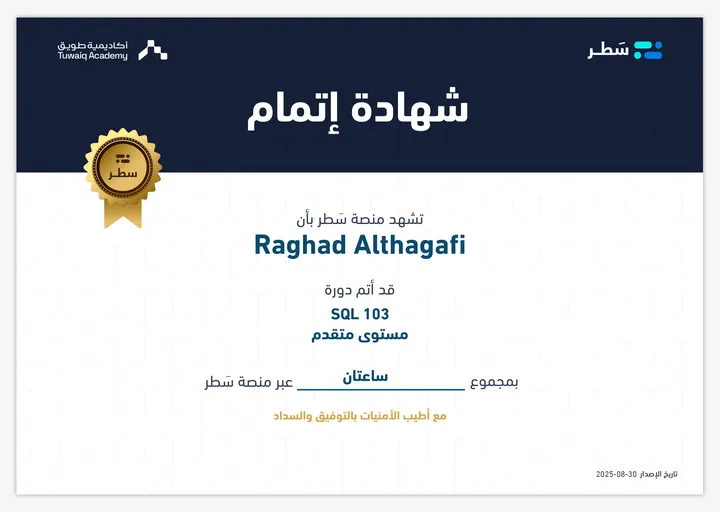 سَطر
أكاديمية طويق
Tuwaiq Academy
شهادة إتمام
سطر
تشهد منصة سَطر بأن
Raghad Althagafi
قد أتم دورة
SQL 103
مستوى متقدم
بمجموع ساعتان عبر منصة سَطر
مع أطيب الأمنيات بالتوفيق والسداد
تاريخ الإصدار 30-08-2025